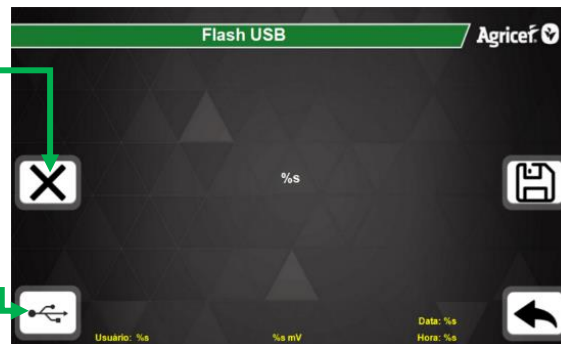 Flash USB
Agricef
%s
Data: %s
Usuário: %s %s mV Hora: %s